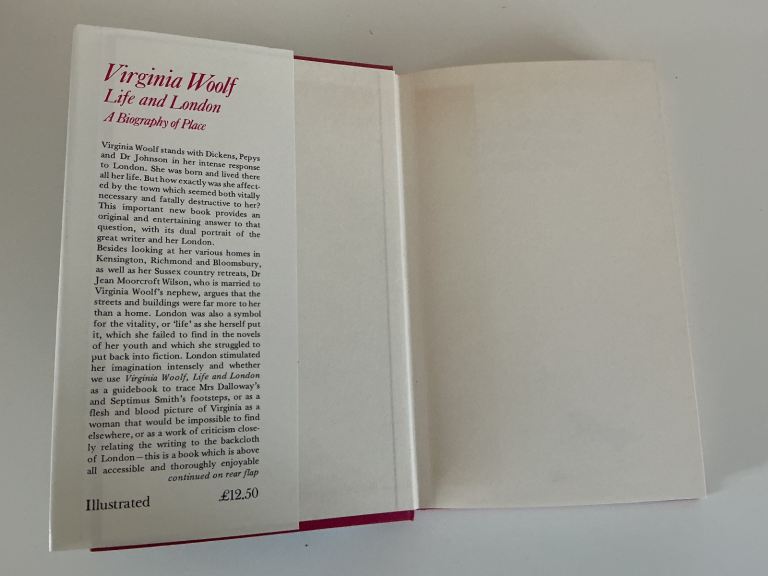 Virginia Woolf
Life and London
A Biography of Place
Virginia Woolf stands with Dickens, Pepys
and Dr Johnson in her intense response
to London. She was born and lived there
all her life. But how exactly was she affect-
ed by the town which seemed both vitally
necessary and fatally destructive to her?
This important new book provides an
original and entertaining answer to that
question, with its dual portrait of the
great writer and her London.
Besides looking at her various homes in
Kensington, Richmond and Bloomsbury,
as well as her Sussex country retreats, Dr
Jean Moorcroft Wilson, who is married to
Virginia Woolf's nephew, argues that the
streets and buildings were far more to her
than a home. London was also a symbol
for the vitality, or 'life' as she herself put
it, which she failed to find in the novels
of her youth and which she struggled to
put back into fiction. London stimulated
her imagination intensely and whether
we use Virginia Woolf, Life and London
as a guidebook to trace Mrs Dalloway's
and Septimus Smith's footsteps, or as a
flesh and blood picture of Virginia as a
woman that would be impossible to find
elsewhere, or as a work of criticism close-
ly relating the writing to the backcloth
of London—this is a book which is above
all accessible and thoroughly enjoyable
continued on rear flap
Illustrated £12.50